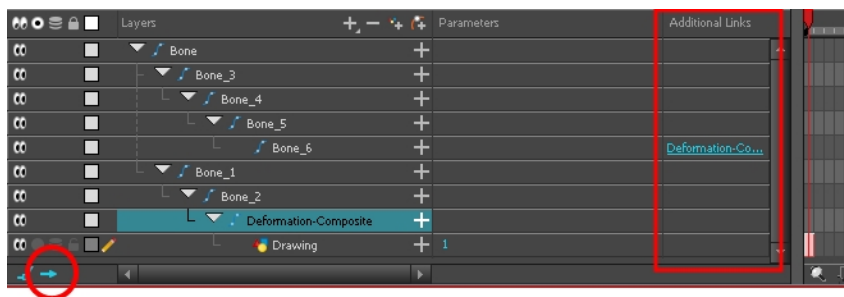 Layers Parameters Additional Links
Bone
Bone_3
Bone_4
Bone_5
Bone_6 Deformation-Co...
Bone_1
Bone_2
Deformation-Composite
Drawing 1